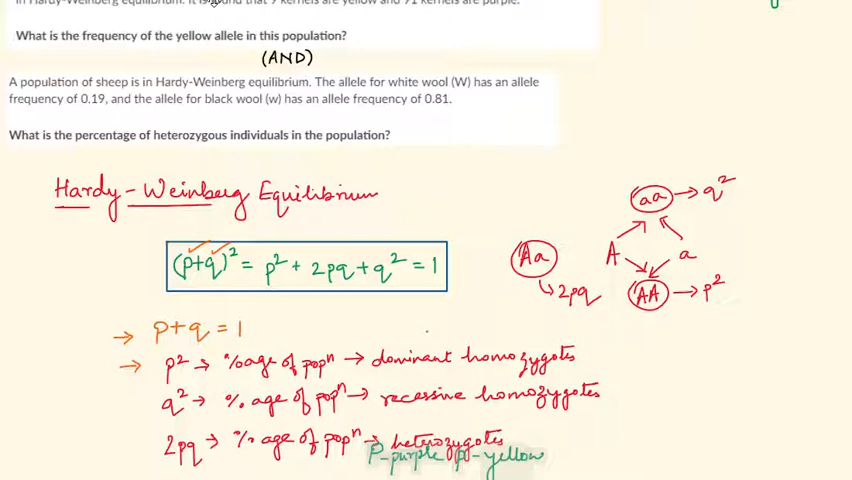 in Hardy-Weinberg equilibrium. It is found that 9 kernels are yellow and 91 kernels are purple.
What is the frequency of the yellow allele in this population?
(AND)
A population of sheep is in Hardy-Weinberg equilibrium. The allele for white wool (W) has an allele
frequency of 0.19, and the allele for black wool (w) has an allele frequency of 0.81.
What is the percentage of heterozygous individuals in the population?
Hardy - Weinberg Equilibrium
aa → q²
(p+q)² = p² + 2pq + q² = 1
Aa
A a
2pq
AA → p²
→ p+q = 1
→ p² → %age of popⁿ → dominant homozygotes
q² → %age of popⁿ → recessive homozygotes
2pq → %age of popⁿ → heterozygotes
P-purple p-yellow